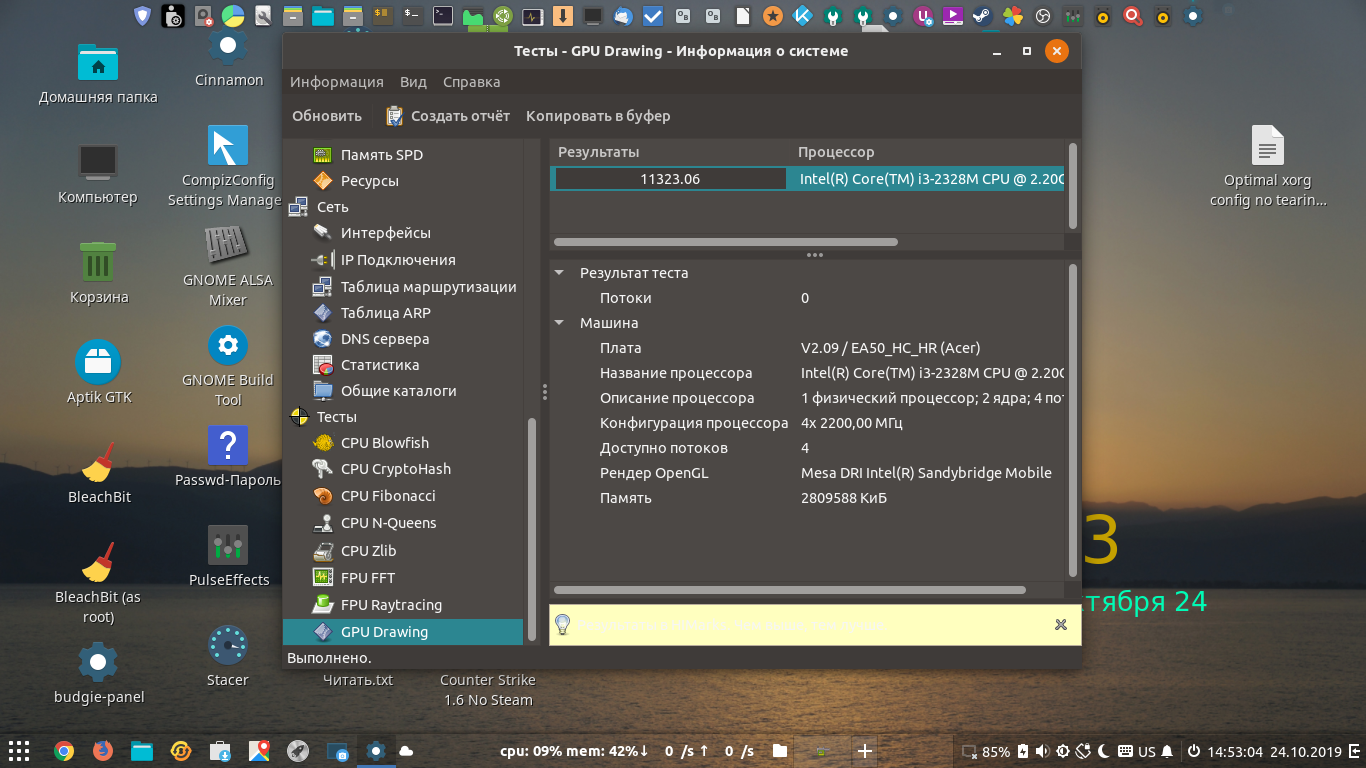 Тесты - GPU Drawing - Информация о системе
Информация Вид Справка
Обновить Создать отчёт Копировать в буфер
Домашняя папка
Компьютер
Корзина
Aptik GTK
BleachBit
BleachBit (as
root)
budgie-panel
Cinnamon
CompizConfig
Settings Manage
GNOME ALSA
Mixer
GNOME Build
Tool
Passwd-Пароль
PulseEffects
Stacer
Память SPD
Ресурсы
Сеть
Интерфейсы
IP Подключения
Таблица маршрутизации
Таблица ARP
DNS сервера
Статистика
Общие каталоги
Тесты
CPU Blowfish
CPU CryptoHash
CPU Fibonacci
CPU N-Queens
CPU Zlib
FPU FFT
FPU Raytracing
GPU Drawing
Выполнено.
Результаты Процессор
11323.06 Intel(R) Core(TM) i3-2328M CPU @ 2.20G
Результат теста
Потоки 0
Машина
Плата V2.09 / EA50_HC_HR (Acer)
Название процессора Intel(R) Core(TM) i3-2328M CPU @ 2.20G
Описание процессора 1 физический процессор; 2 ядра; 4 пот
Конфигурация процессора 4x 2200,00 МГц
Доступно потоков 4
Рендер OpenGL Mesa DRI Intel(R) Sandybridge Mobile
Память 2809588 КиБ
Читать.txt
Counter Strike
1.6 No Steam
Optimal xorg
config no tearin...
3
ктября 24
cpu: 09% mem: 42%↓ 0 /s ↑ 0 /s
85% US 14:53:04 24.10.2019